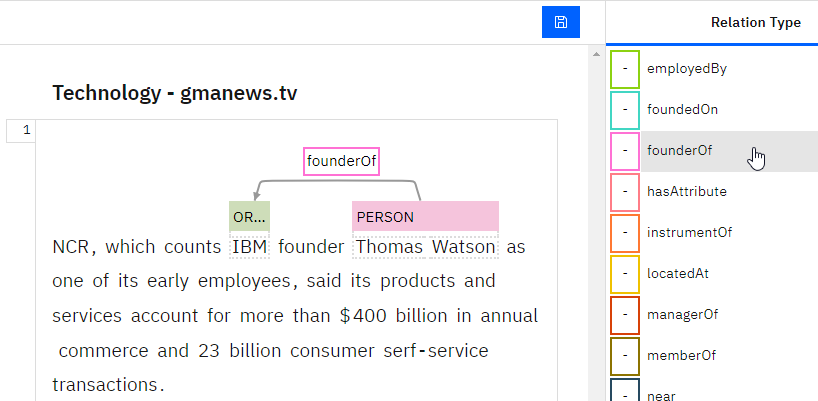 Relation Type
Technology - gmanews.tv
1
founderOf
OR... PERSON
NCR, which counts IBM founder Thomas Watson as
one of its early employees, said its products and
services account for more than $400 billion in annual
commerce and 23 billion consumer serf-service
transactions.
- employedBy
- foundedOn
- founderOf
- hasAttribute
- instrumentOf
- locatedAt
- managerOf
- memberOf
- near